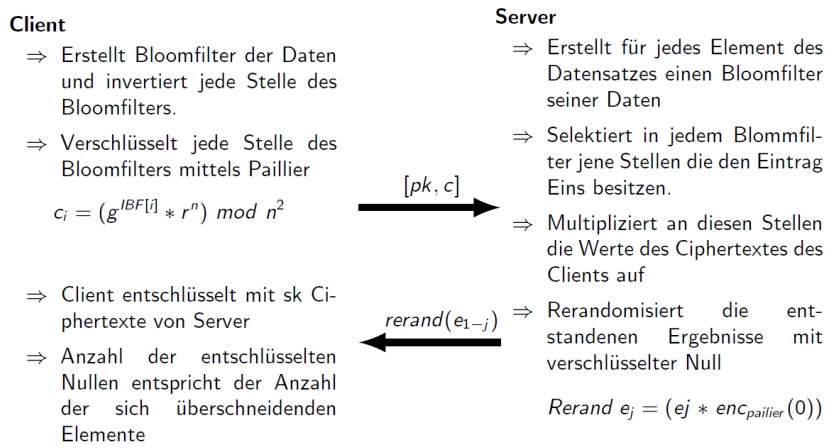 Client
⇒ Erstellt Bloomfilter der Daten
und invertiert jede Stelle des
Bloomfilters.
⇒ Verschlüsselt jede Stelle des
Bloomfilters mittels Paillier
c_i = (g^{IBF[i]} * r^n) mod n^2
⇒ Client entschlüsselt mit sk Ci-
phertexte von Server
⇒ Anzahl der entschlüsselten
Nullen entspricht der Anzahl
der sich überschneidenden
Elemente
[pk, c]
rerand(e_{1−j})
Server
⇒ Erstellt für jedes Element des
Datensatzes einen Bloomfilter
seiner Daten
⇒ Selektiert in jedem Blommfil-
ter jene Stellen die den Eintrag
Eins besitzen.
⇒ Multipliziert an diesen Stellen
die Werte des Ciphertextes des
Clients auf
⇒ Rerandomisiert die ent-
standenen Ergebnisse mit
verschlüsselter Null
Rerand e_j = (ej * enc_{pailier}(0))